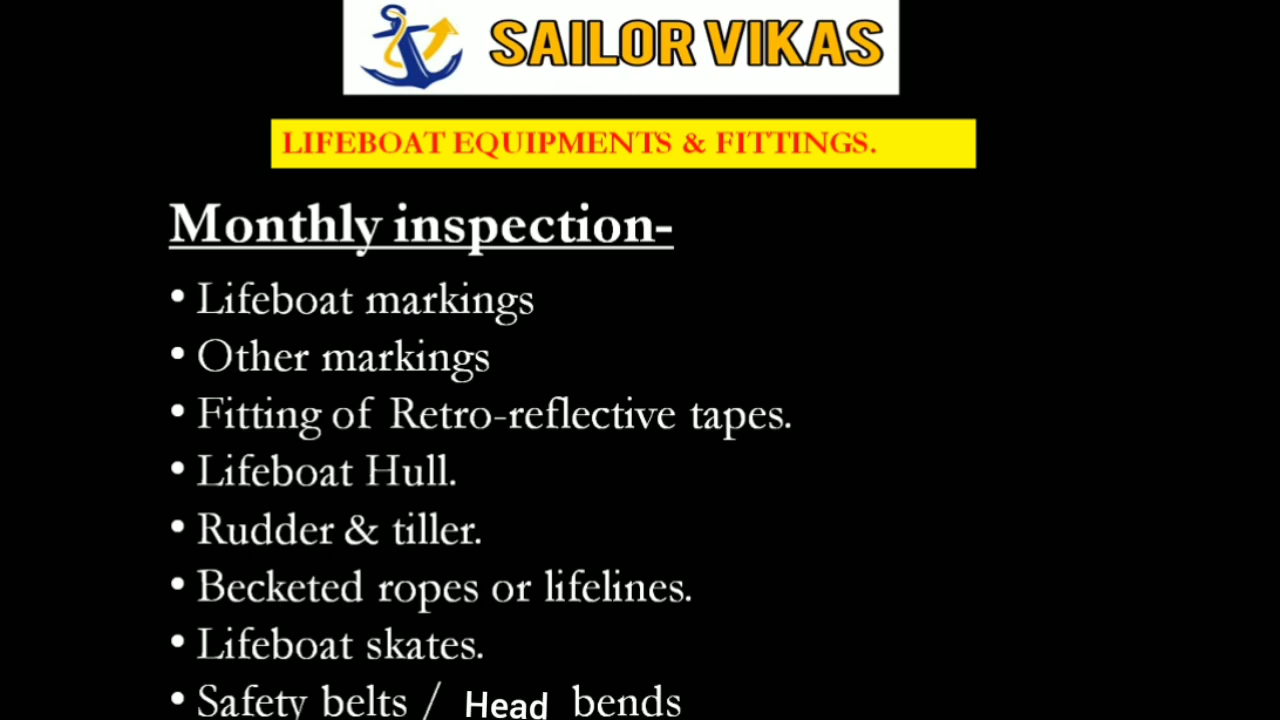 SAILOR VIKAS
LIFEBOAT EQUIPMENTS & FITTINGS.
Monthly inspection-
• Lifeboat markings
• Other markings
• Fitting of Retro-reflective tapes.
• Lifeboat Hull.
• Rudder & tiller.
• Becketed ropes or lifelines.
• Lifeboat skates.
• Safety belts / Head bends